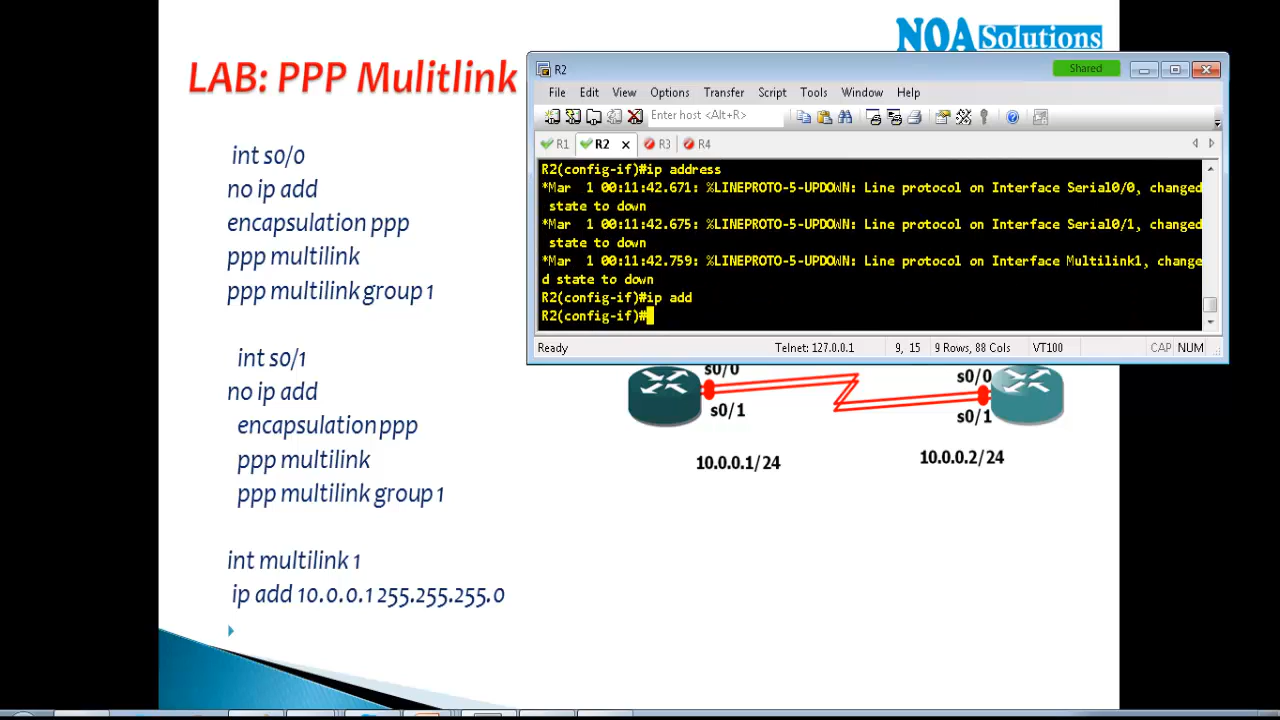 NOA Solutions
LAB: PPP Mulitlink
int s0/0
no ip add
encapsulation ppp
ppp multilink
ppp multilink group 1
int s0/1
no ip add
encapsulation ppp
ppp multilink
ppp multilink group 1
int multilink 1
ip add 10.0.0.1 255.255.255.0
R2
Shared
File Edit View Options Transfer Script Tools Window Help
Enter host <Alt+R>
R1 R2 x R3 R4
R2(config-if)#ip address
*Mar 1 00:11:42.671: %LINEPROTO-5-UPDOWN: Line protocol on Interface Serial0/0, changed
state to down
*Mar 1 00:11:42.675: %LINEPROTO-5-UPDOWN: Line protocol on Interface Serial0/1, changed
state to down
*Mar 1 00:11:42.759: %LINEPROTO-5-UPDOWN: Line protocol on Interface Multilink1, change
d state to down
R2(config-if)#ip add
R2(config-if)#
Ready Telnet: 127.0.0.1 9, 15 9 Rows, 88 Cols VT100 CAP NUM
s0/0
s0/0
s0/1
s0/1
10.0.0.1/24
10.0.0.2/24